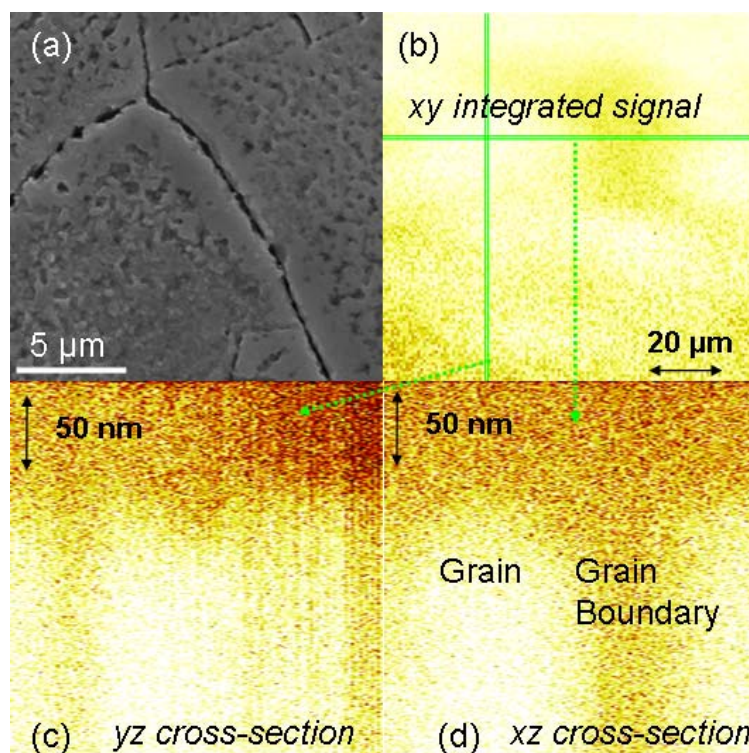 (a)
5 µm
(b)
xy integrated signal
20 µm
50 nm
(c)
yz cross-section
50 nm
Grain
Grain
Boundary
(d)
xz cross-section